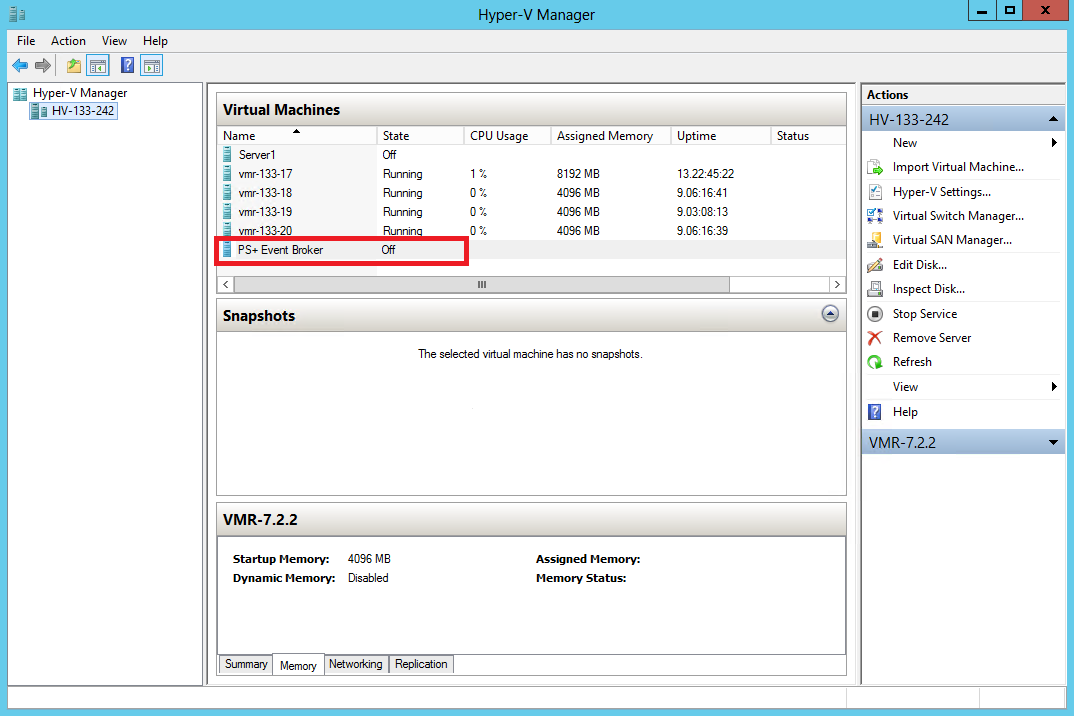 Hyper-V Manager
File Action View Help
Hyper-V Manager
HV-133-242
Virtual Machines
Name State CPU Usage Assigned Memory Uptime Status
Server1 Off
vmr-133-17 Running 1 % 8192 MB 13.22:45:22
vmr-133-18 Running 0 % 4096 MB 9.06:16:41
vmr-133-19 Running 0 % 4096 MB 9.03:08:13
vmr-133-20 Running 0 % 4096 MB 9.06:16:39
PS+ Event Broker Off
Snapshots
The selected virtual machine has no snapshots.
VMR-7.2.2
Startup Memory: 4096 MB Assigned Memory:
Dynamic Memory: Disabled Memory Status:
Summary Memory Networking Replication
Actions
HV-133-242
New
Import Virtual Machine...
Hyper-V Settings...
Virtual Switch Manager...
Virtual SAN Manager...
Edit Disk...
Inspect Disk...
Stop Service
Remove Server
Refresh
View
Help
VMR-7.2.2